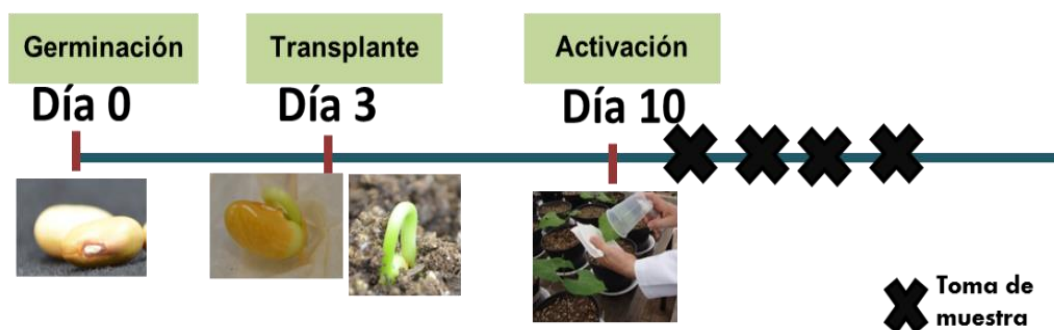 Germinación
Transplante
Activación
Día 0
Día 3
Día 10
Toma de
muestra